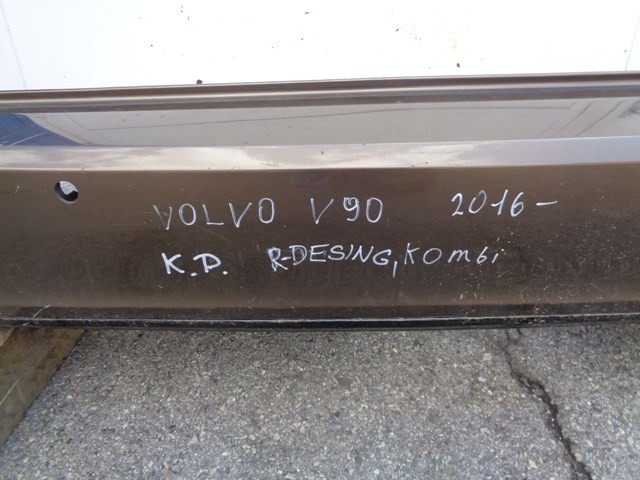 VOLVO V90 2016-
K.D. R-DESING, KOmbi